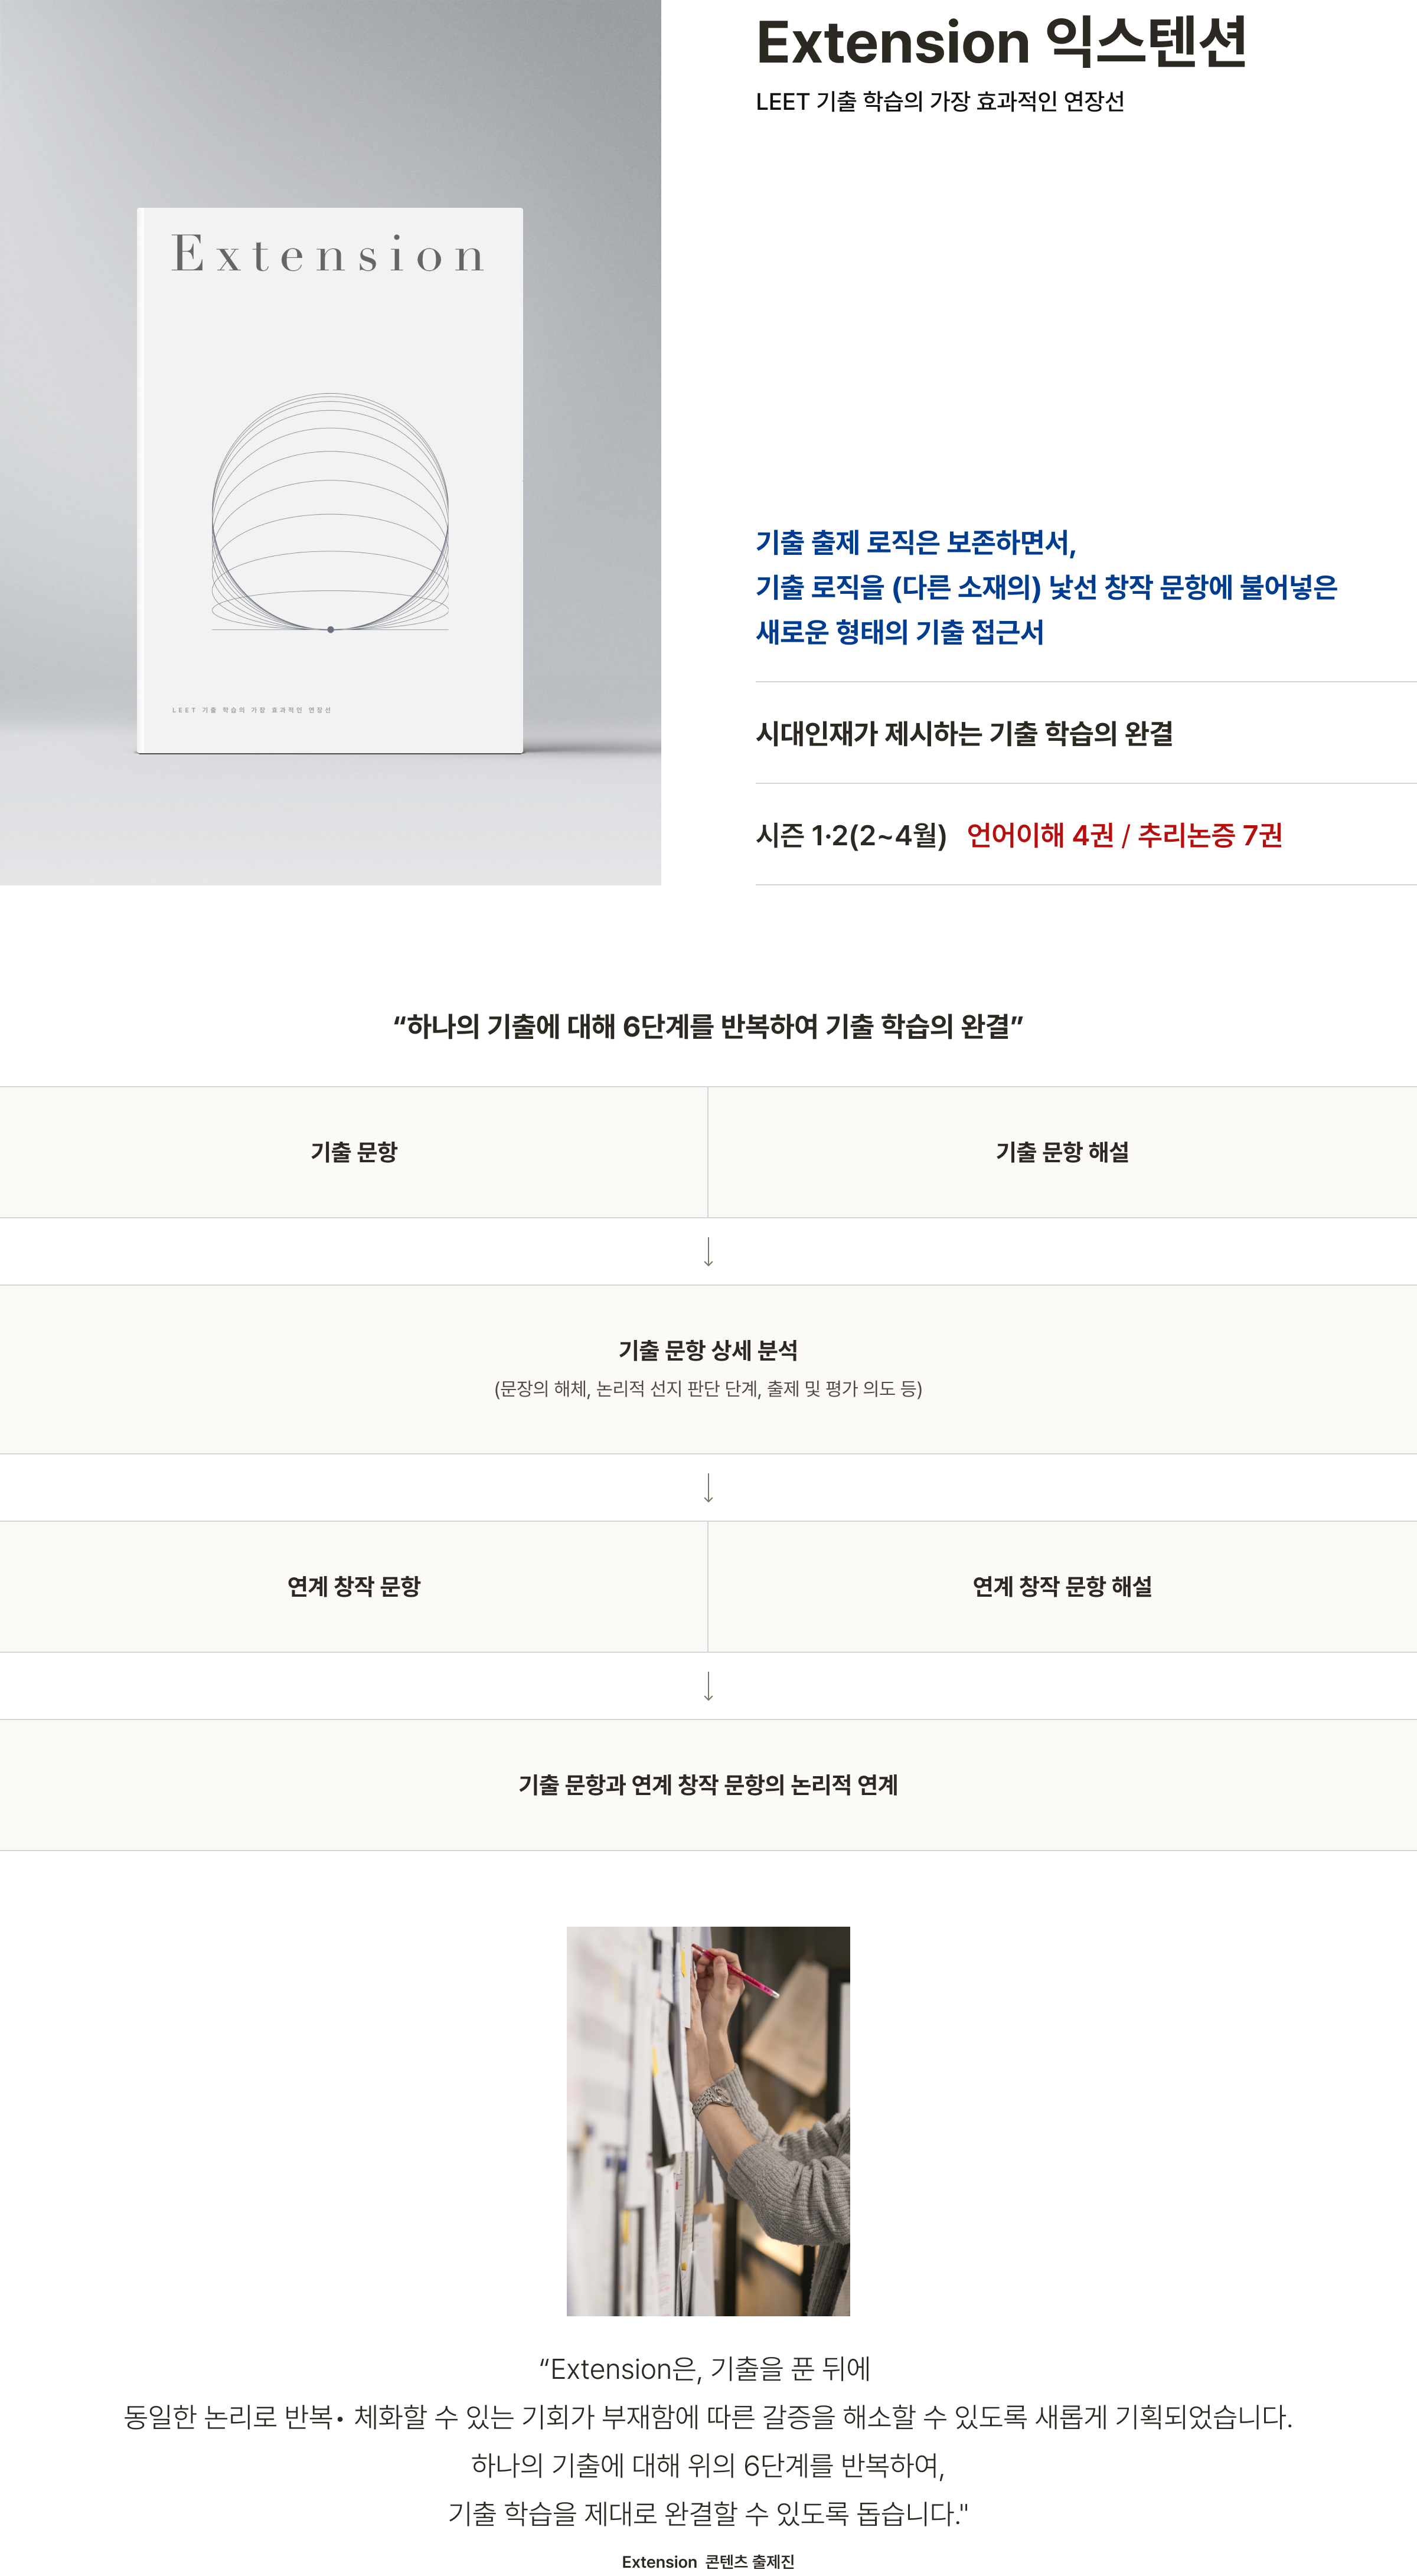 Extension 익스텐션
LEET 기출 학습의 가장 효과적인 연장선
Extension
LEET 기출 학습의 가장 효과적인 연장선
기출 출제 로직은 보존하면서,
기출 로직을 (다른 소재의) 낯선 창작 문항에 불어넣은
새로운 형태의 기출 접근서
시대인재가 제시하는 기출 학습의 완결
시즌 1·2(2~4월) 언어이해 4권 / 추리논증 7권
“하나의 기출에 대해 6단계를 반복하여 기출 학습의 완결”
기출 문항
기출 문항 해설
↓
기출 문항 상세 분석
(문장의 해체, 논리적 선지 판단 단계, 출제 및 평가 의도 등)
↓
연계 창작 문항
연계 창작 문항 해설
↓
기출 문항과 연계 창작 문항의 논리적 연계
“Extension은, 기출을 푼 뒤에
동일한 논리로 반복• 체화할 수 있는 기회가 부재함에 따른 갈증을 해소할 수 있도록 새롭게 기획되었습니다.
하나의 기출에 대해 위의 6단계를 반복하여,
기출 학습을 제대로 완결할 수 있도록 돕습니다."
Extension 콘텐츠 출제진